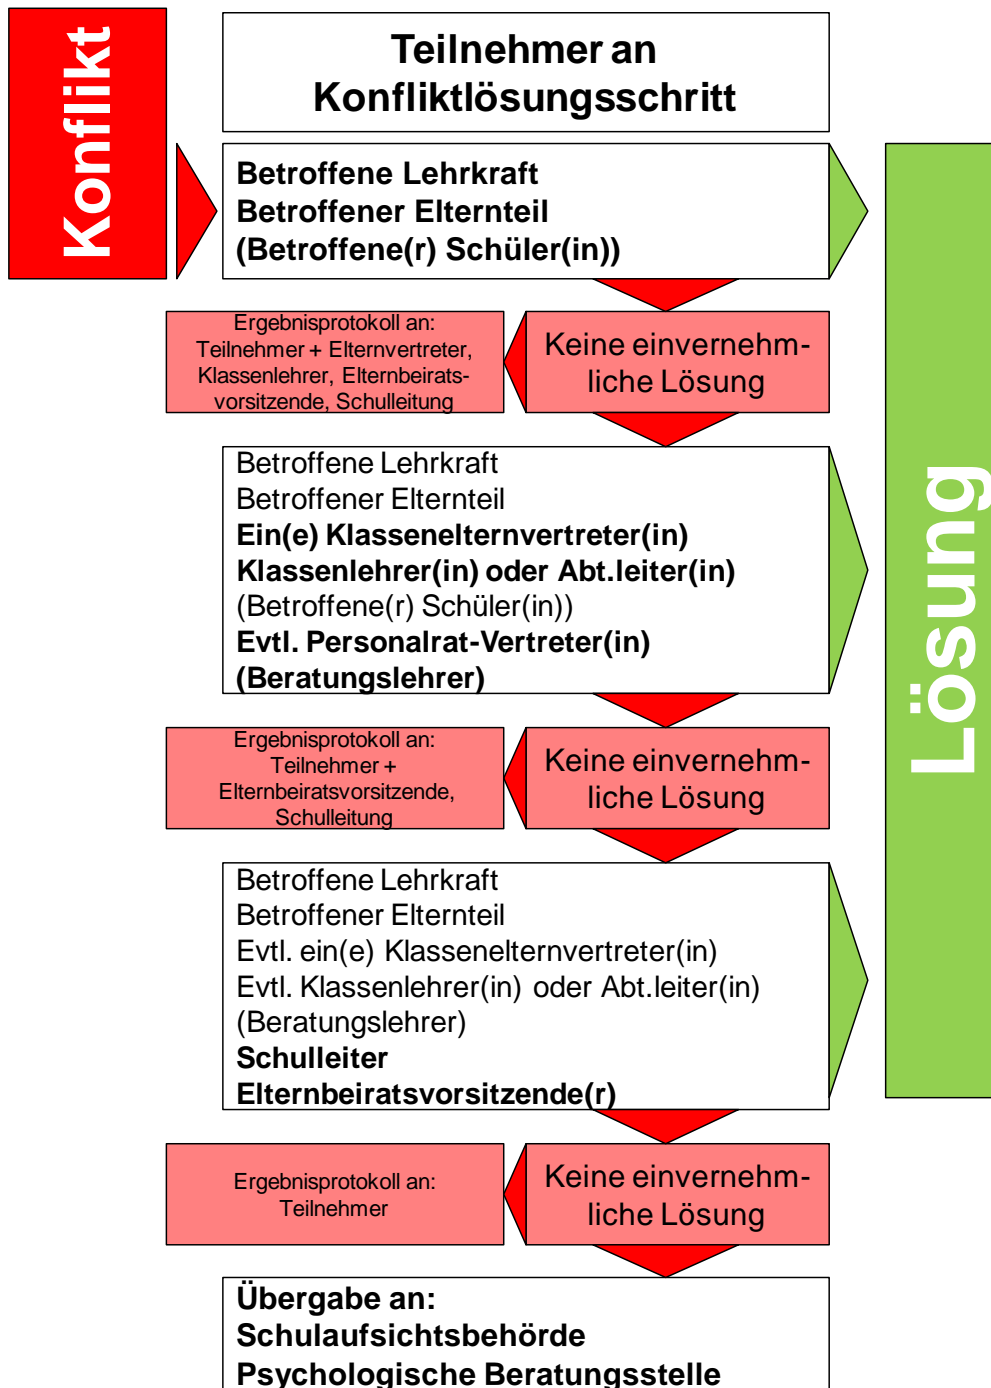 Konflikt
Teilnehmer an
Konfliktlösungsschritt
Betroffene Lehrkraft
Betroffener Elternteil
(Betroffene(r) Schüler(in))
Ergebnisprotokoll an:
Teilnehmer + Elternvertreter,
Klassenlehrer, Elternbeirats-
vorsitzende, Schulleitung
Keine einvernehm-
liche Lösung
Betroffene Lehrkraft
Betroffener Elternteil
Ein(e) Klassenelternvertreter(in)
Klassenlehrer(in) oder Abt.leiter(in)
(Betroffene(r) Schüler(in))
Evtl. Personalrat-Vertreter(in)
(Beratungslehrer)
Lösung
Ergebnisprotokoll an:
Teilnehmer +
Elternbeiratsvorsitzende,
Schulleitung
Keine einvernehm-
liche Lösung
Betroffene Lehrkraft
Betroffener Elternteil
Evtl. ein(e) Klassenelternvertreter(in)
Evtl. Klassenlehrer(in) oder Abt.leiter(in)
(Beratungslehrer)
Schulleiter
Elternbeiratsvorsitzende(r)
Ergebnisprotokoll an:
Teilnehmer
Keine einvernehm-
liche Lösung
Übergabe an:
Schulaufsichtsbehörde
Psychologische Beratungsstelle